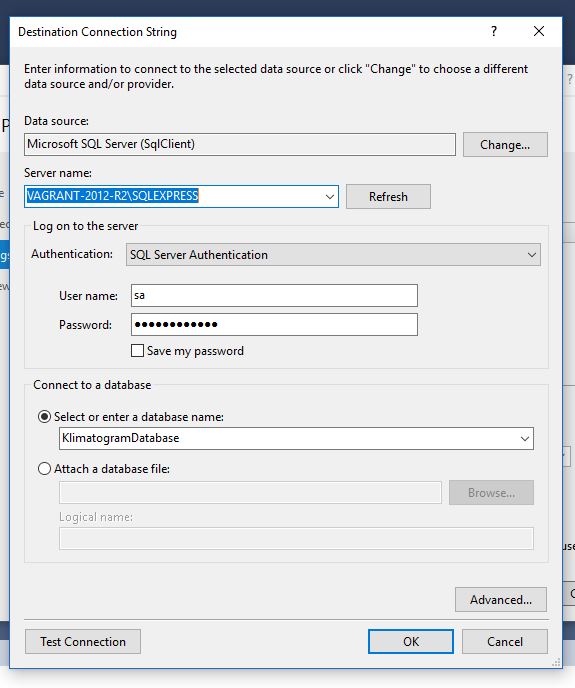 Destination Connection String
?
Enter information to connect to the selected data source or click "Change" to choose a different
data source and/or provider.
Data source:
Microsoft SQL Server (SqlClient)
Change...
Server name:
VAGRANT-2012-R2\SQLEXPRESS
Refresh
Log on to the server
Authentication:
SQL Server Authentication
User name:
sa
Password:
●●●●●●●●●●●●
Save my password
Connect to a database
Select or enter a database name:
KlimatogramDatabase
Attach a database file:
Browse...
Logical name:
Advanced...
Test Connection
OK
Cancel